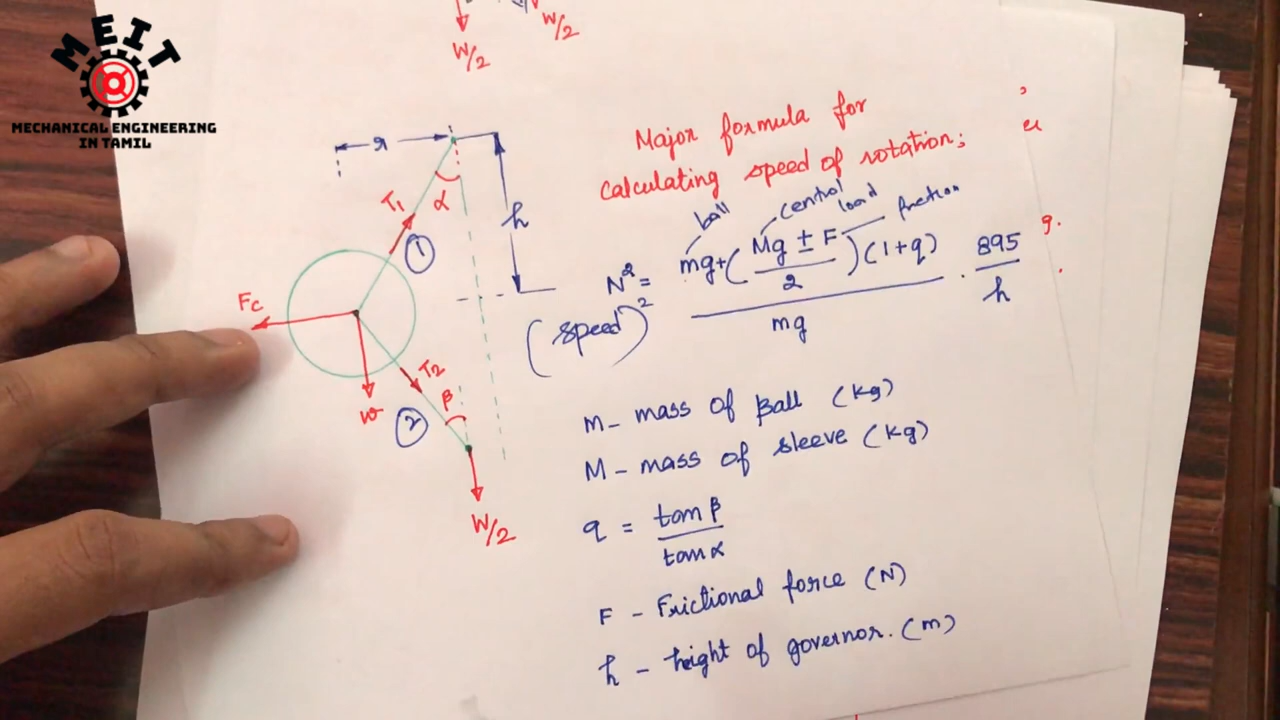 MEIT
MECHANICAL ENGINEERING
IN TAMIL
W/2
W/2
Major formula for
calculating speed of rotation;
ball
central
load
friction
N² = mg+(Mg ± F/2)(1+q)/mg . 895/h
(speed)²
r
α
T1
①
h
Fc
w
T2
β
②
W/2
m - mass of Ball (kg)
M - mass of sleeve (kg)
q = tan β/tan α
F - Frictional force (N)
h - height of governor. (m)
g.